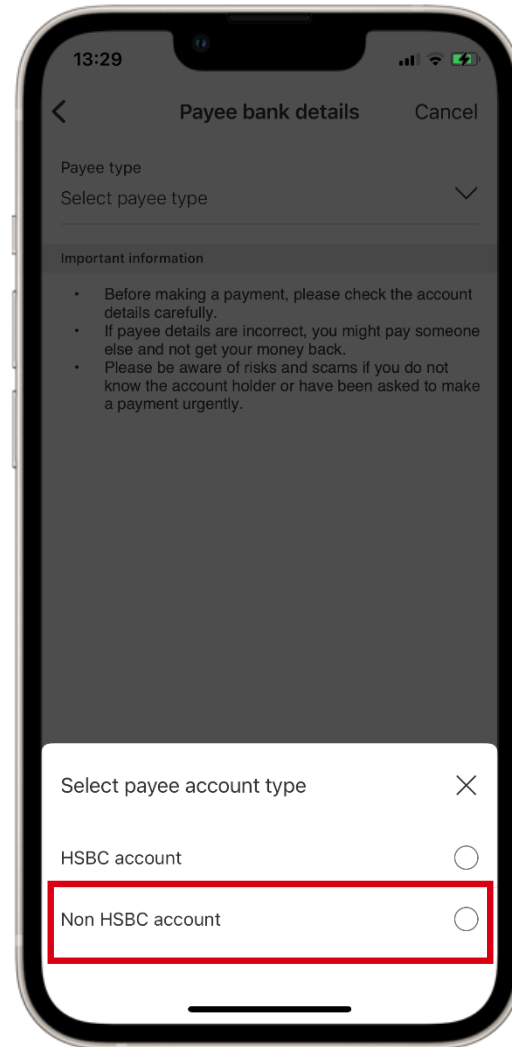 13:29
Payee bank details
Cancel
Payee type
Select payee type
Important information
• Before making a payment, please check the account
details carefully.
• If payee details are incorrect, you might pay someone
else and not get your money back.
• Please be aware of risks and scams if you do not
know the account holder or have been asked to make
a payment urgently.
Select payee account type
HSBC account
Non HSBC account